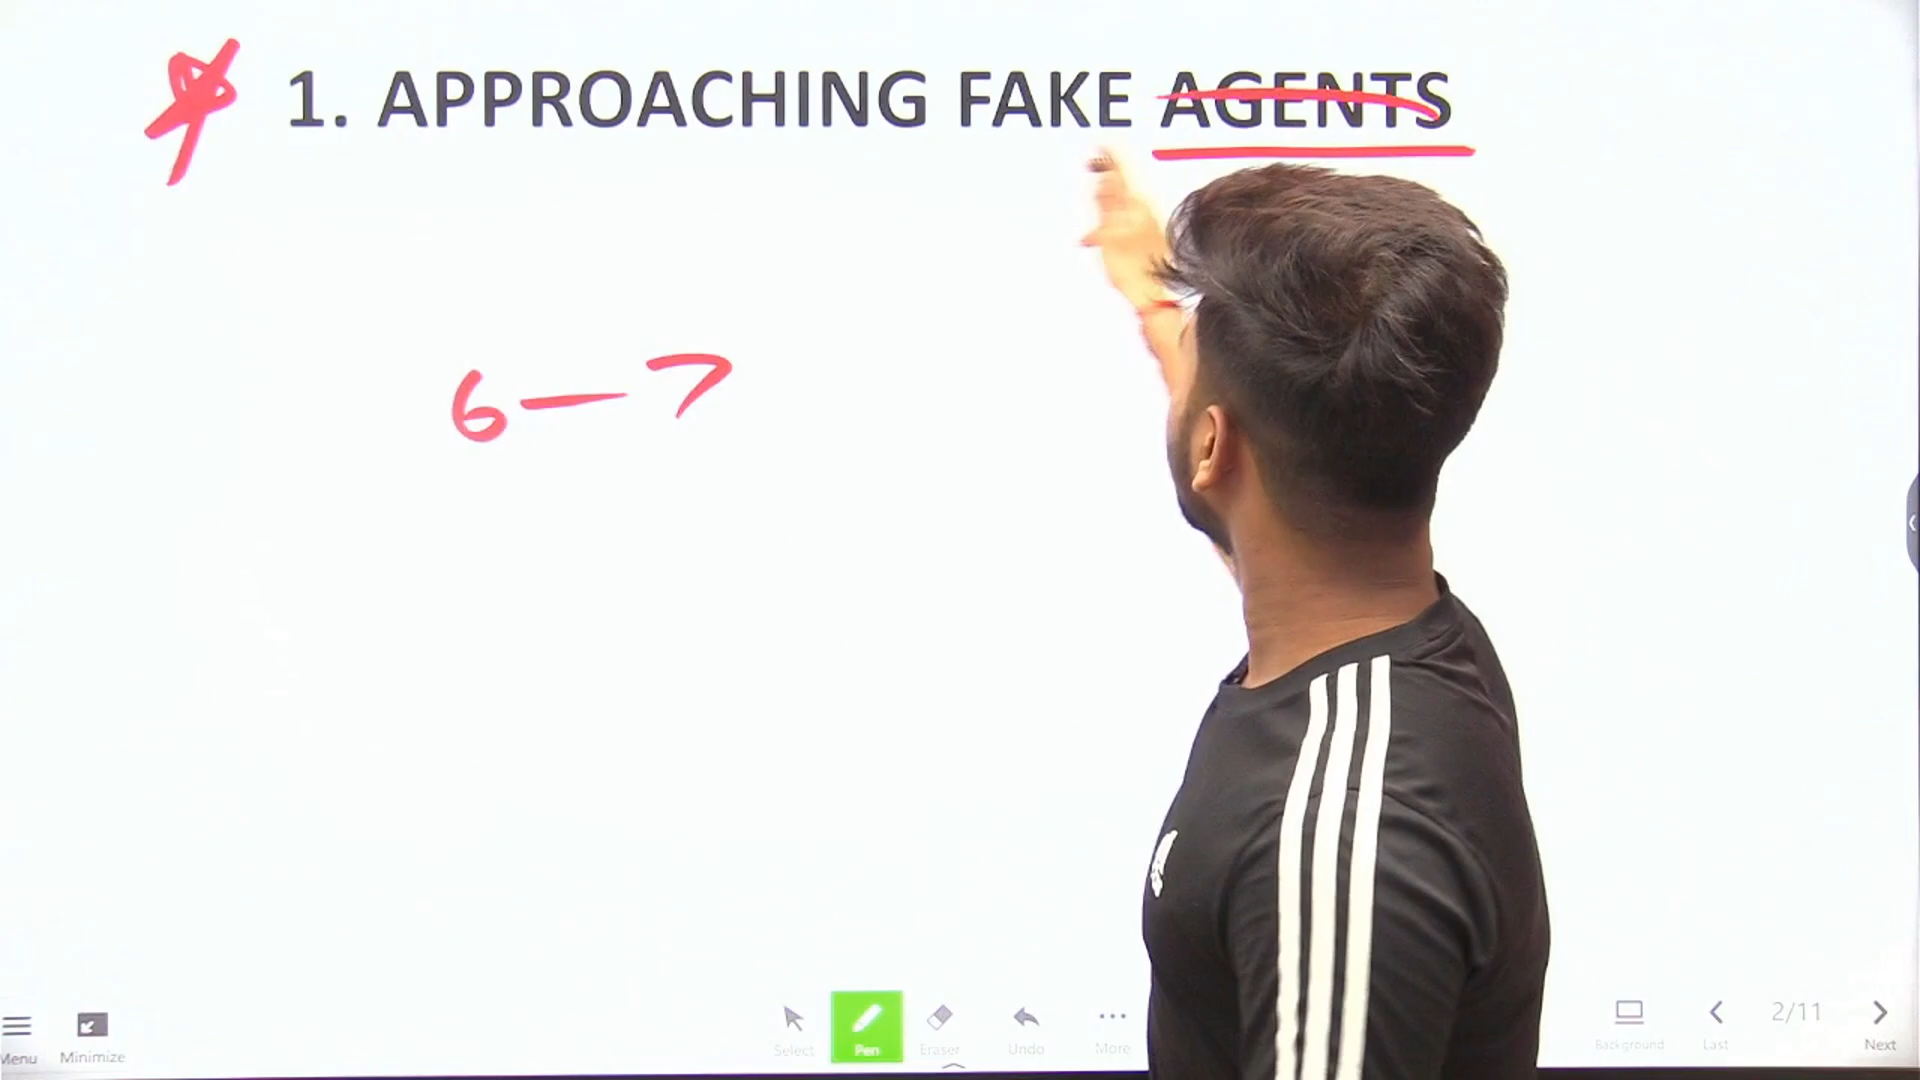 1. APPROACHING FAKE AGENTS
6—7
Menu
Minimize
Select
Pen
Eraser
Undo
More
Background
Last
2/11
Next